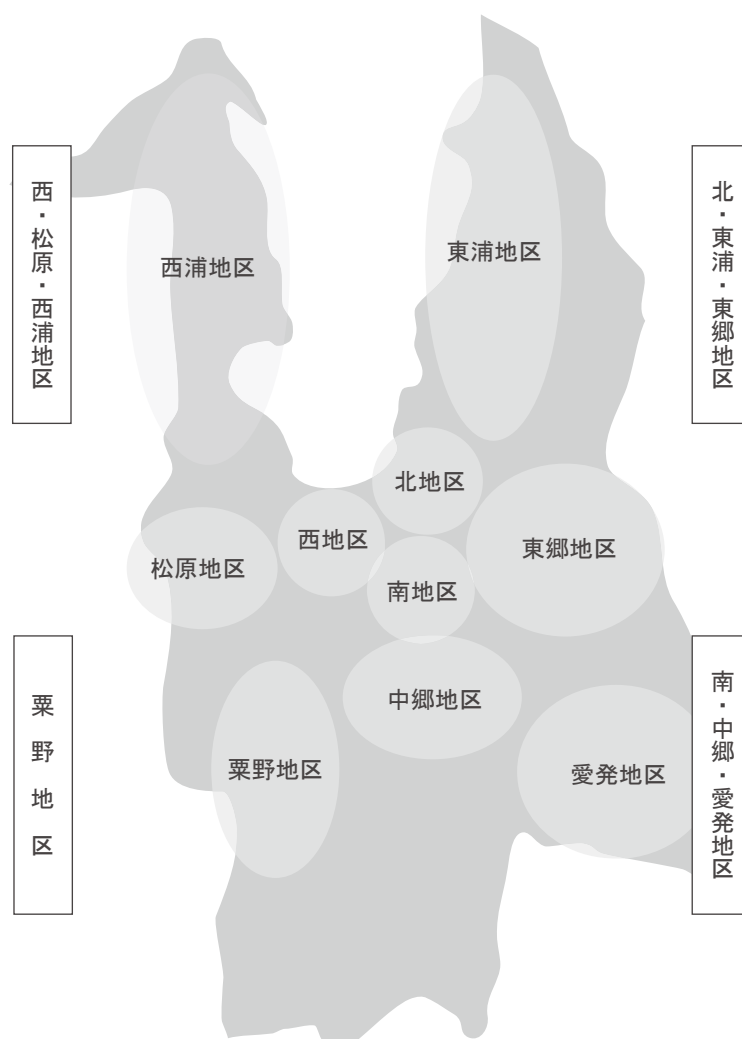 西・松原・西浦地区
北・東浦・東郷地区
西浦地区
東浦地区
北地区
西地区
東郷地区
松原地区
南地区
中郷地区
粟野地区
愛発地区
粟野地区
南・中郷・愛発地区